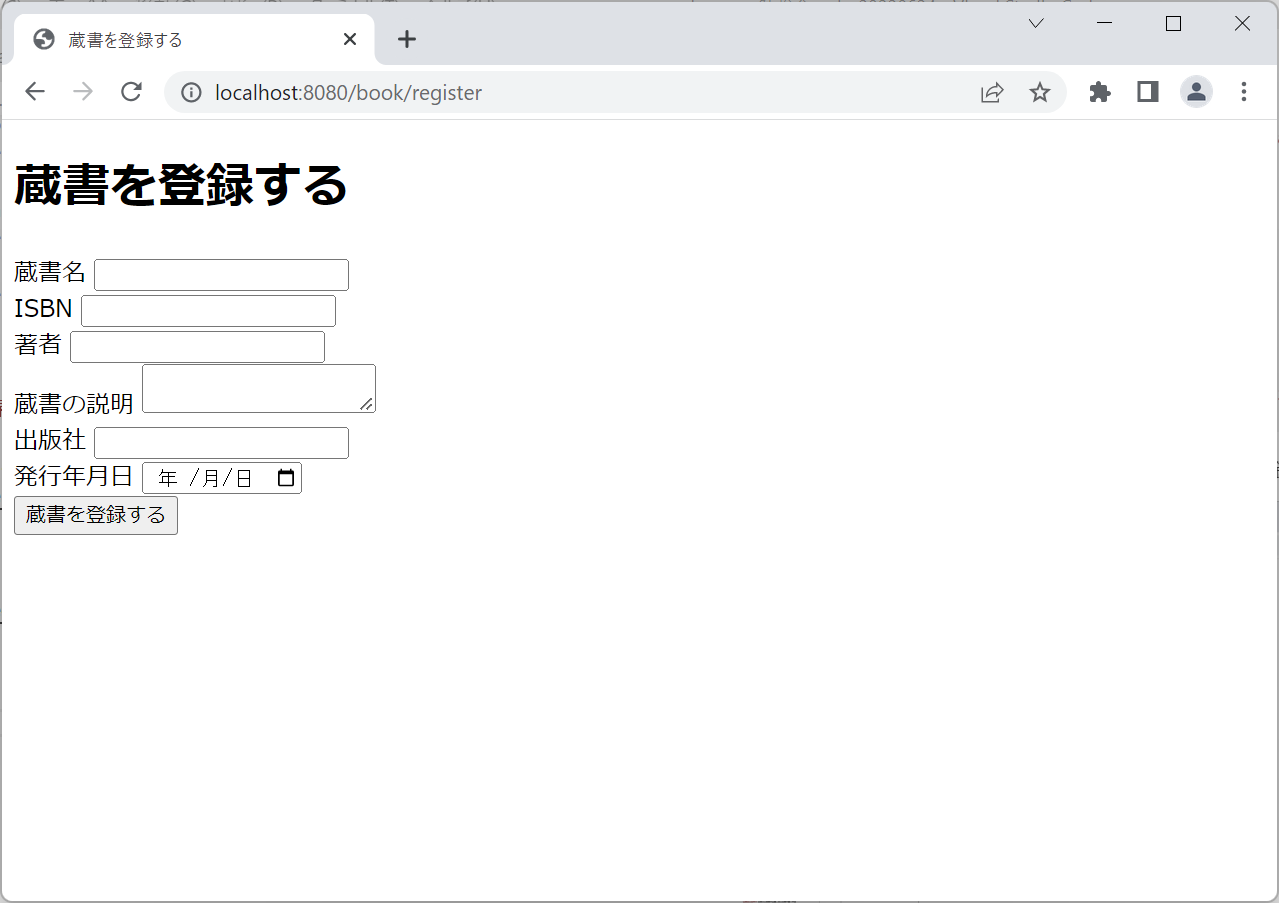 蔵書を登録する
localhost:8080/book/register
蔵書を登録する
蔵書名
ISBN
著者
蔵書の説明
出版社
発行年月日 年 /月/日
蔵書を登録する